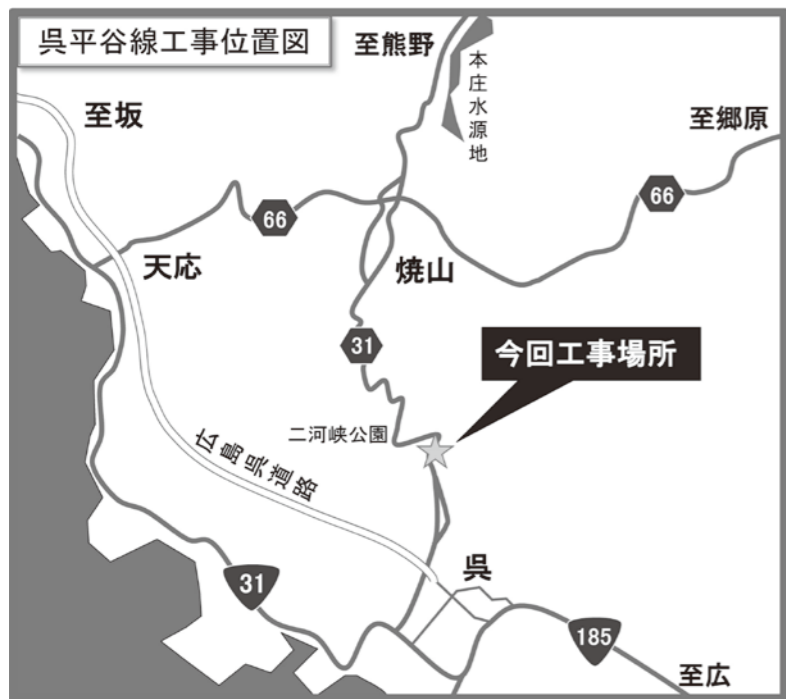 呉平谷線工事位置図
至熊野
本庄水源地
至坂
至郷原
66
66
天応
焼山
31
今回工事場所
二河峡公園
広島呉道路
呉
31
185
至広